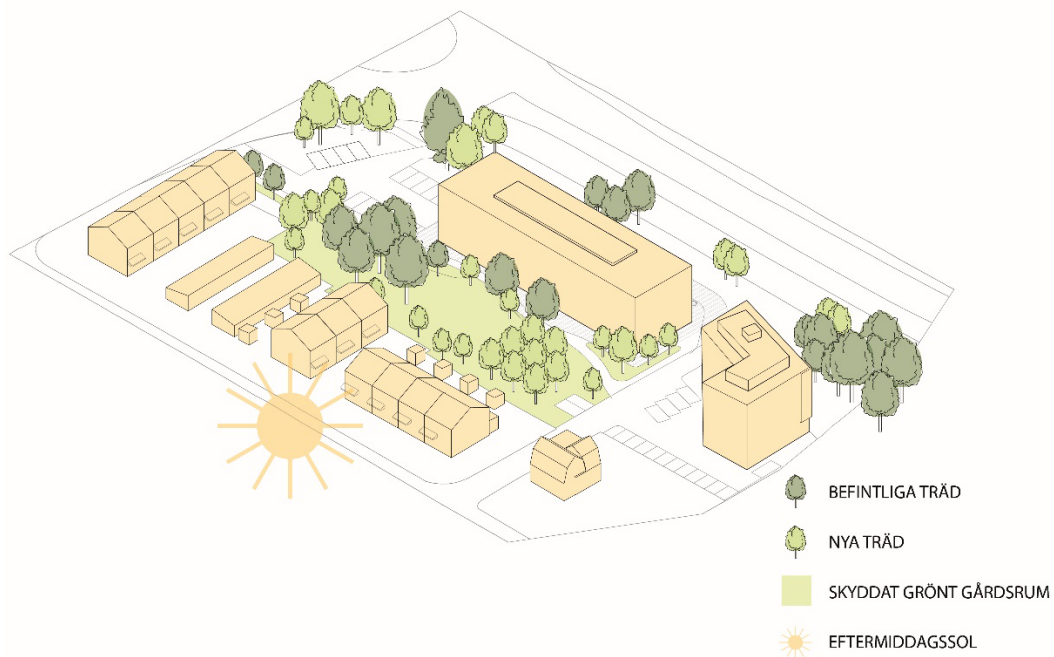 BEFINTLIGA TRÄD
NYA TRÄD
SKYDDAT GRÖNT GÅRDSRUM
EFTERMIDDAGSSOL